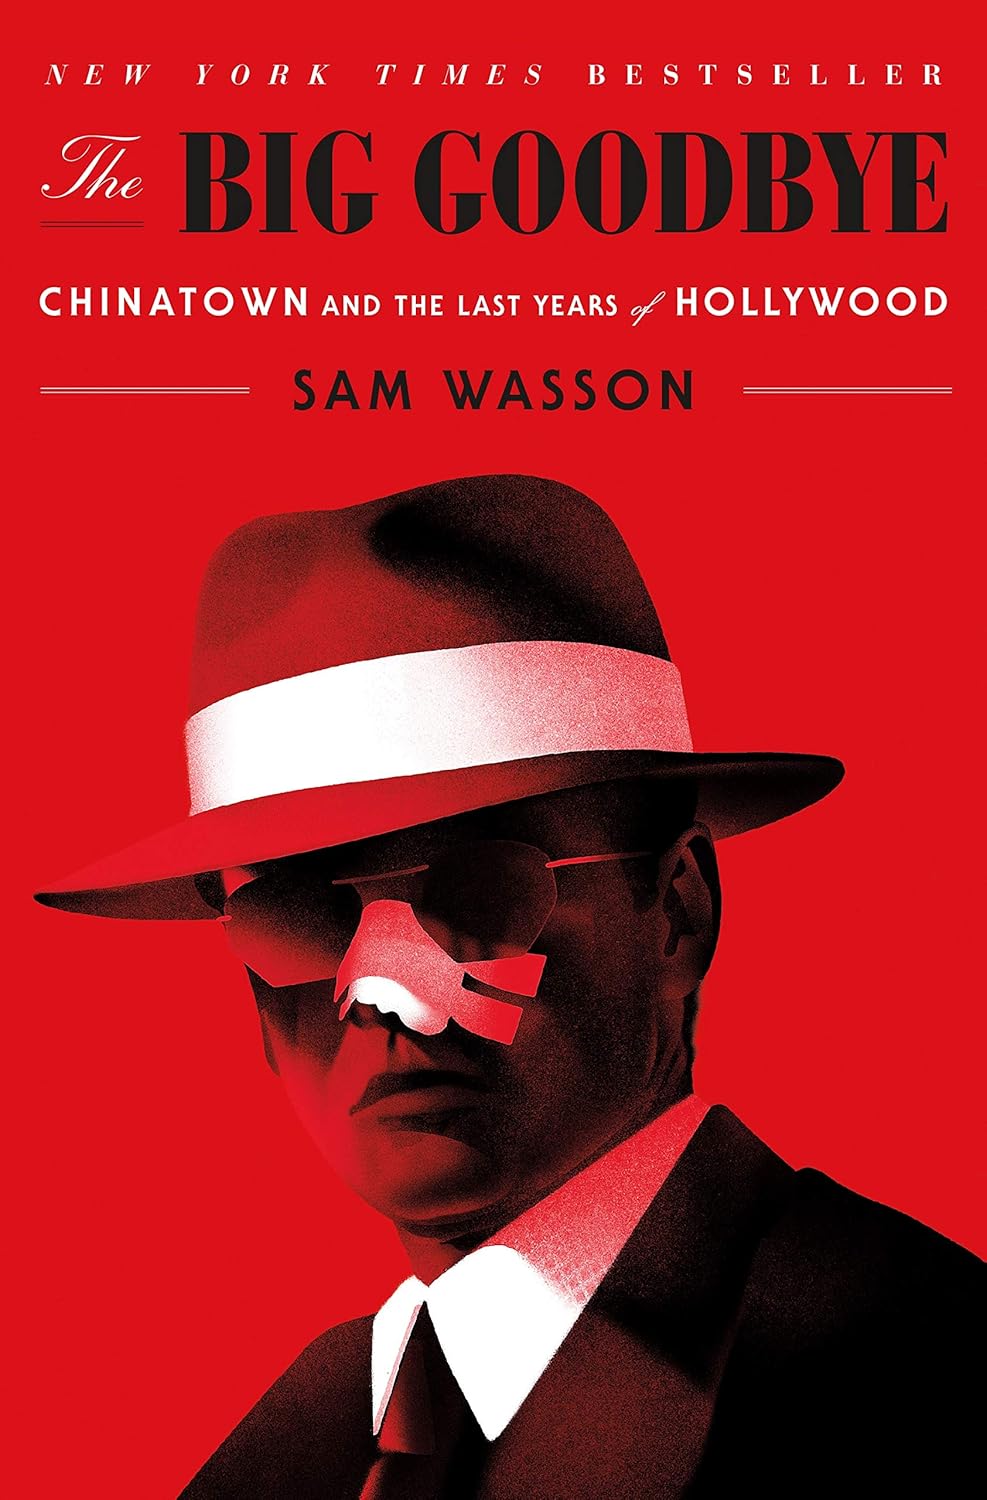 NEW YORK TIMES BESTSELLER
The BIG GOODBYE
CHINATOWN AND THE LAST YEARS of HOLLYWOOD
SAM WASSON